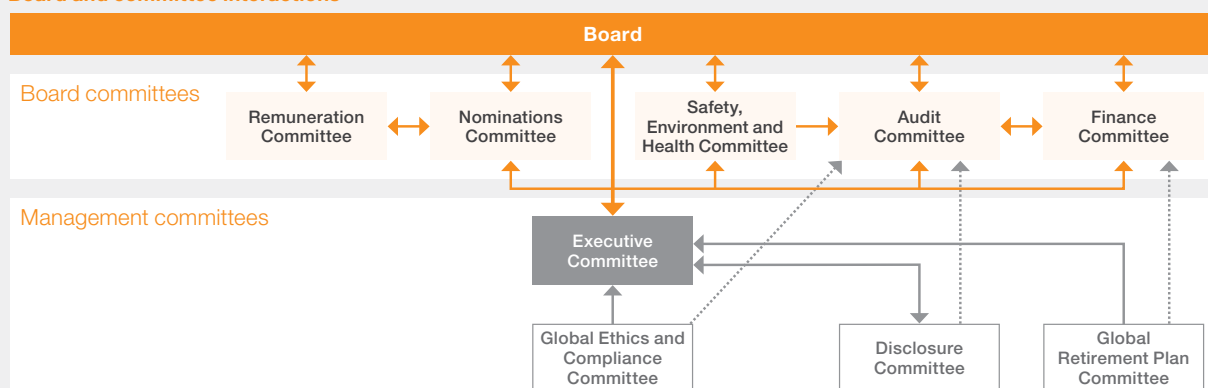 Board and committee interactions
Board
Board committees
Remuneration
Committee
Nominations
Committee
Safety,
Environment and
Health Committee
Audit
Committee
Finance
Committee
Management committees
Executive
Committee
Global Ethics and
Compliance
Committee
Disclosure
Committee
Global
Retirement Plan
Committee